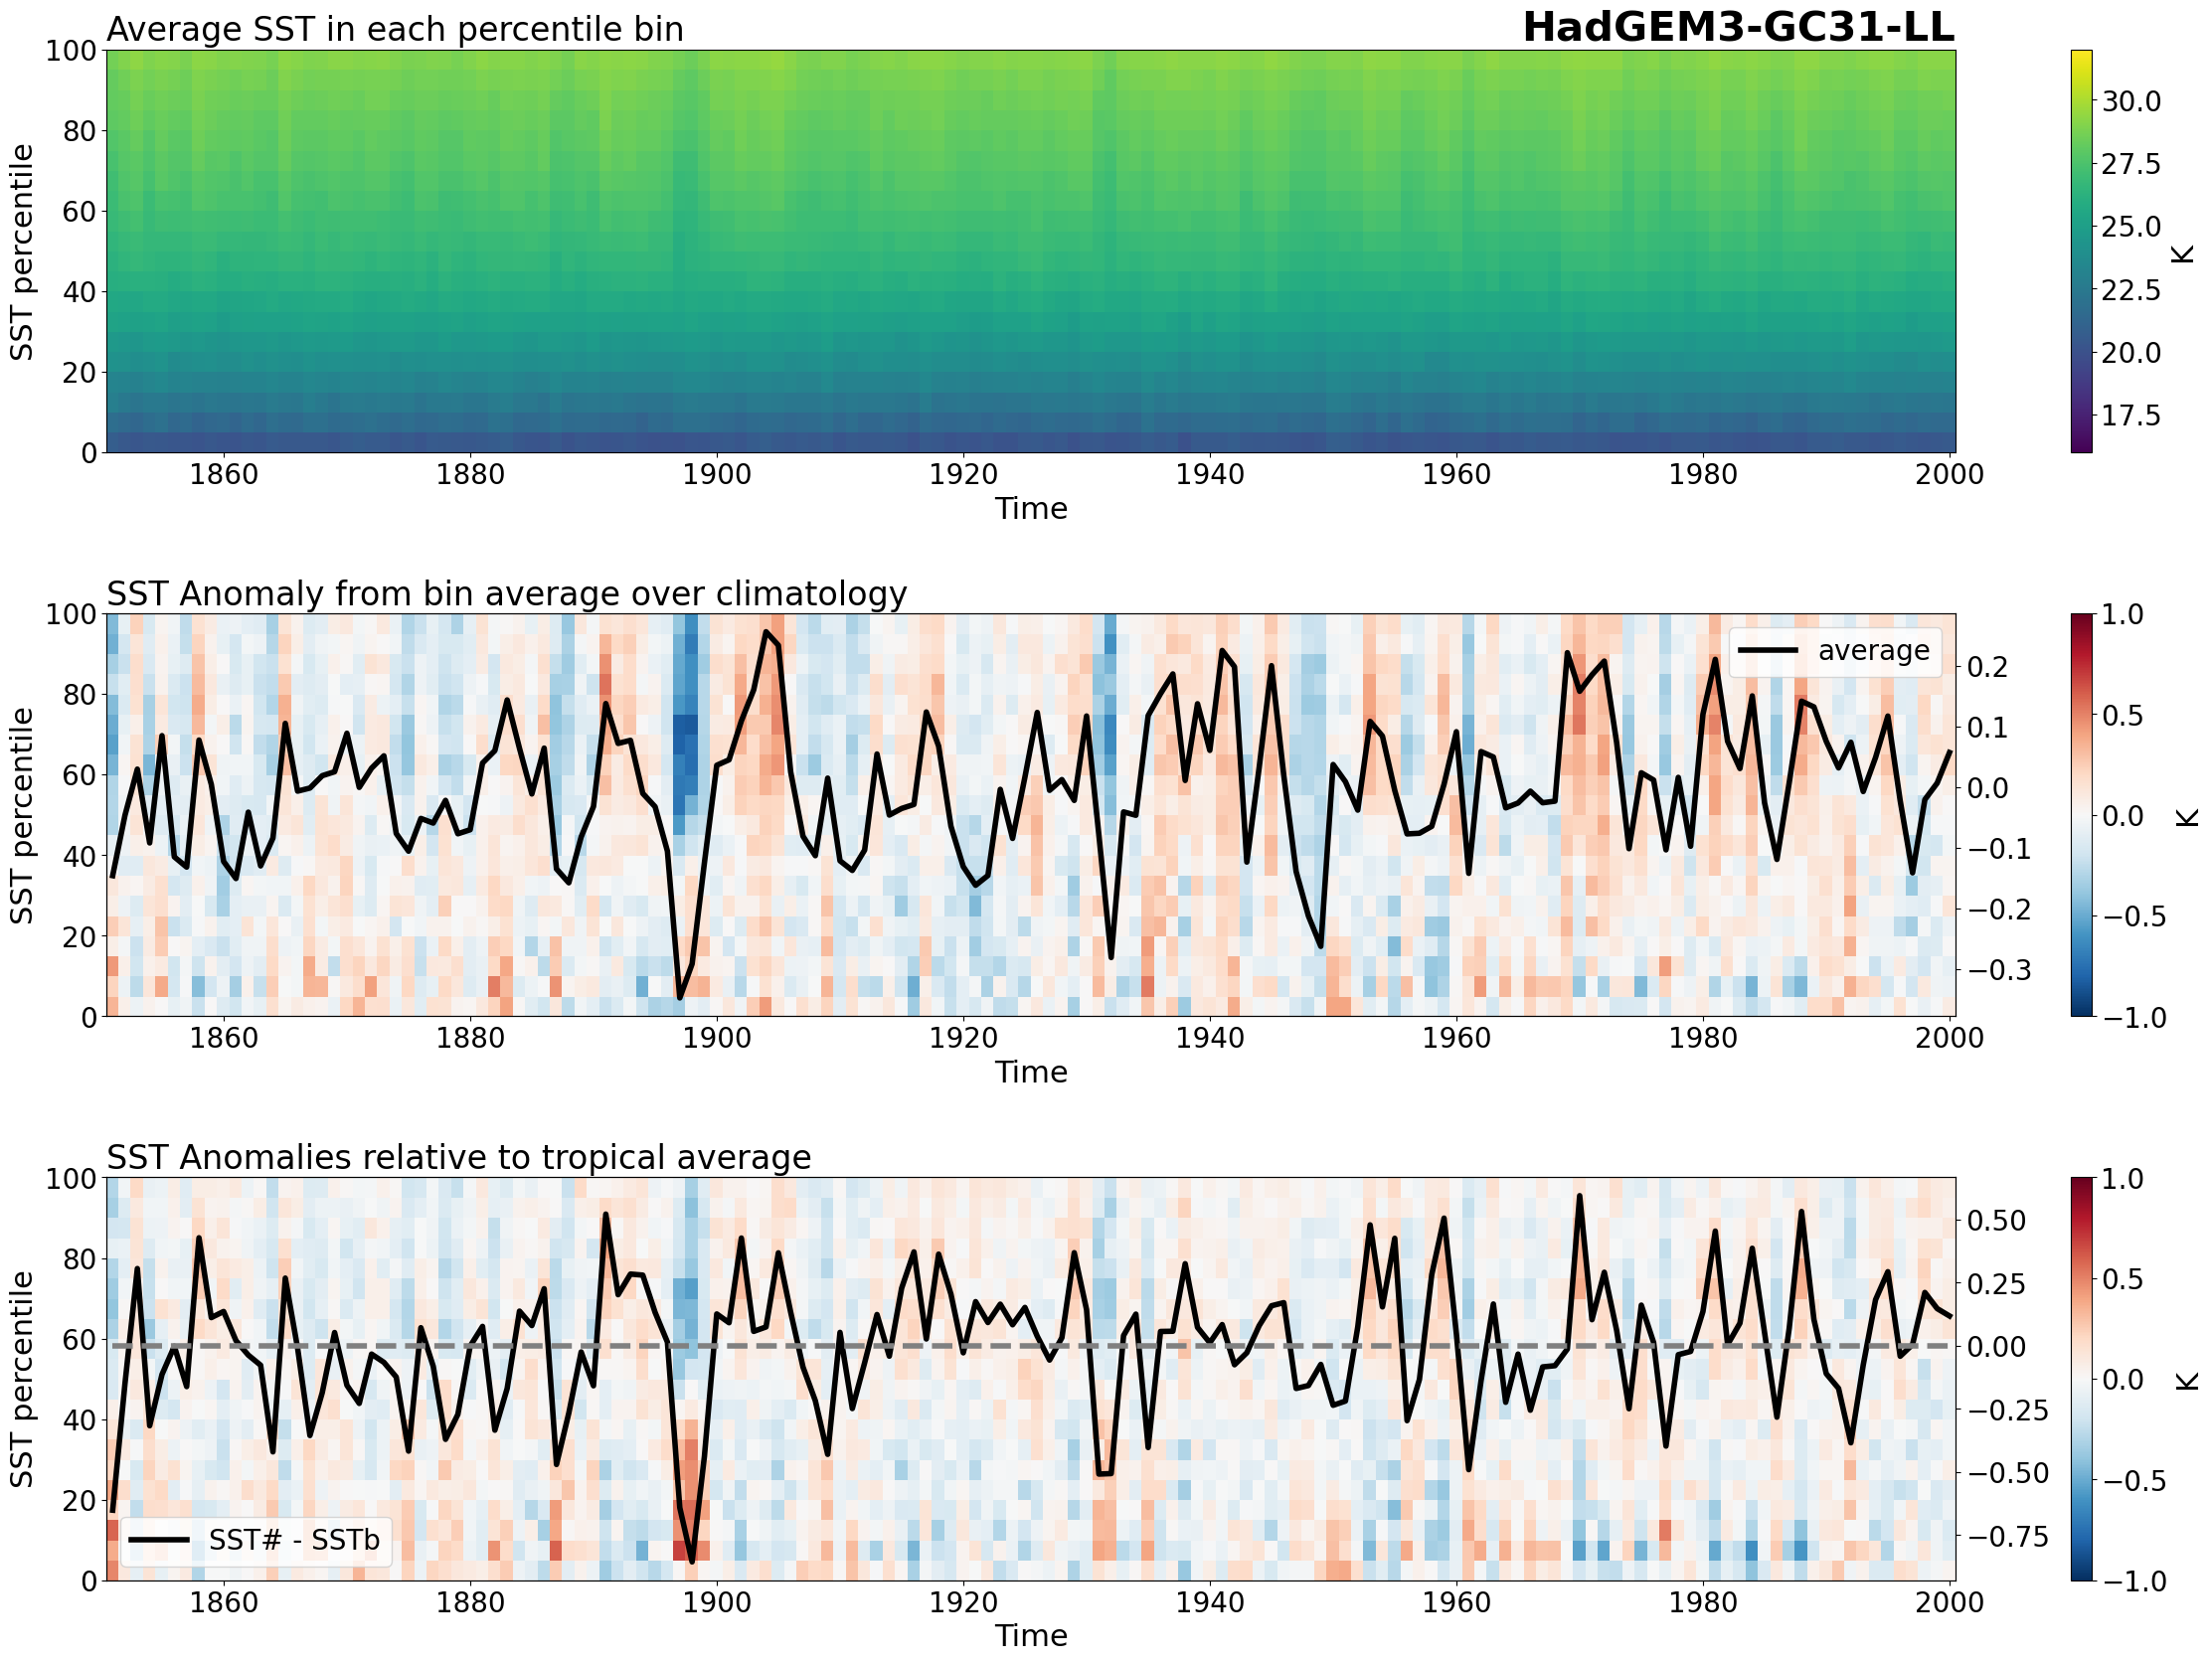 Average SST in each percentile bin
HadGEM3-GC31-LL
100
80
60
40
20
0
SST percentile
1860 1880 1900 1920 1940 1960 1980 2000
Time
30.0
27.5
25.0
22.5
20.0
17.5
K
SST Anomaly from bin average over climatology
100
80
60
40
20
0
SST percentile
average
0.2
0.1
0.0
−0.1
−0.2
−0.3
1860 1880 1900 1920 1940 1960 1980 2000
Time
1.0
0.5
0.0
−0.5
−1.0
K
SST Anomalies relative to tropical average
100
80
60
40
20
0
SST percentile
SST# - SSTb
0.50
0.25
0.00
−0.25
−0.50
−0.75
1860 1880 1900 1920 1940 1960 1980 2000
Time
1.0
0.5
0.0
−0.5
−1.0
K